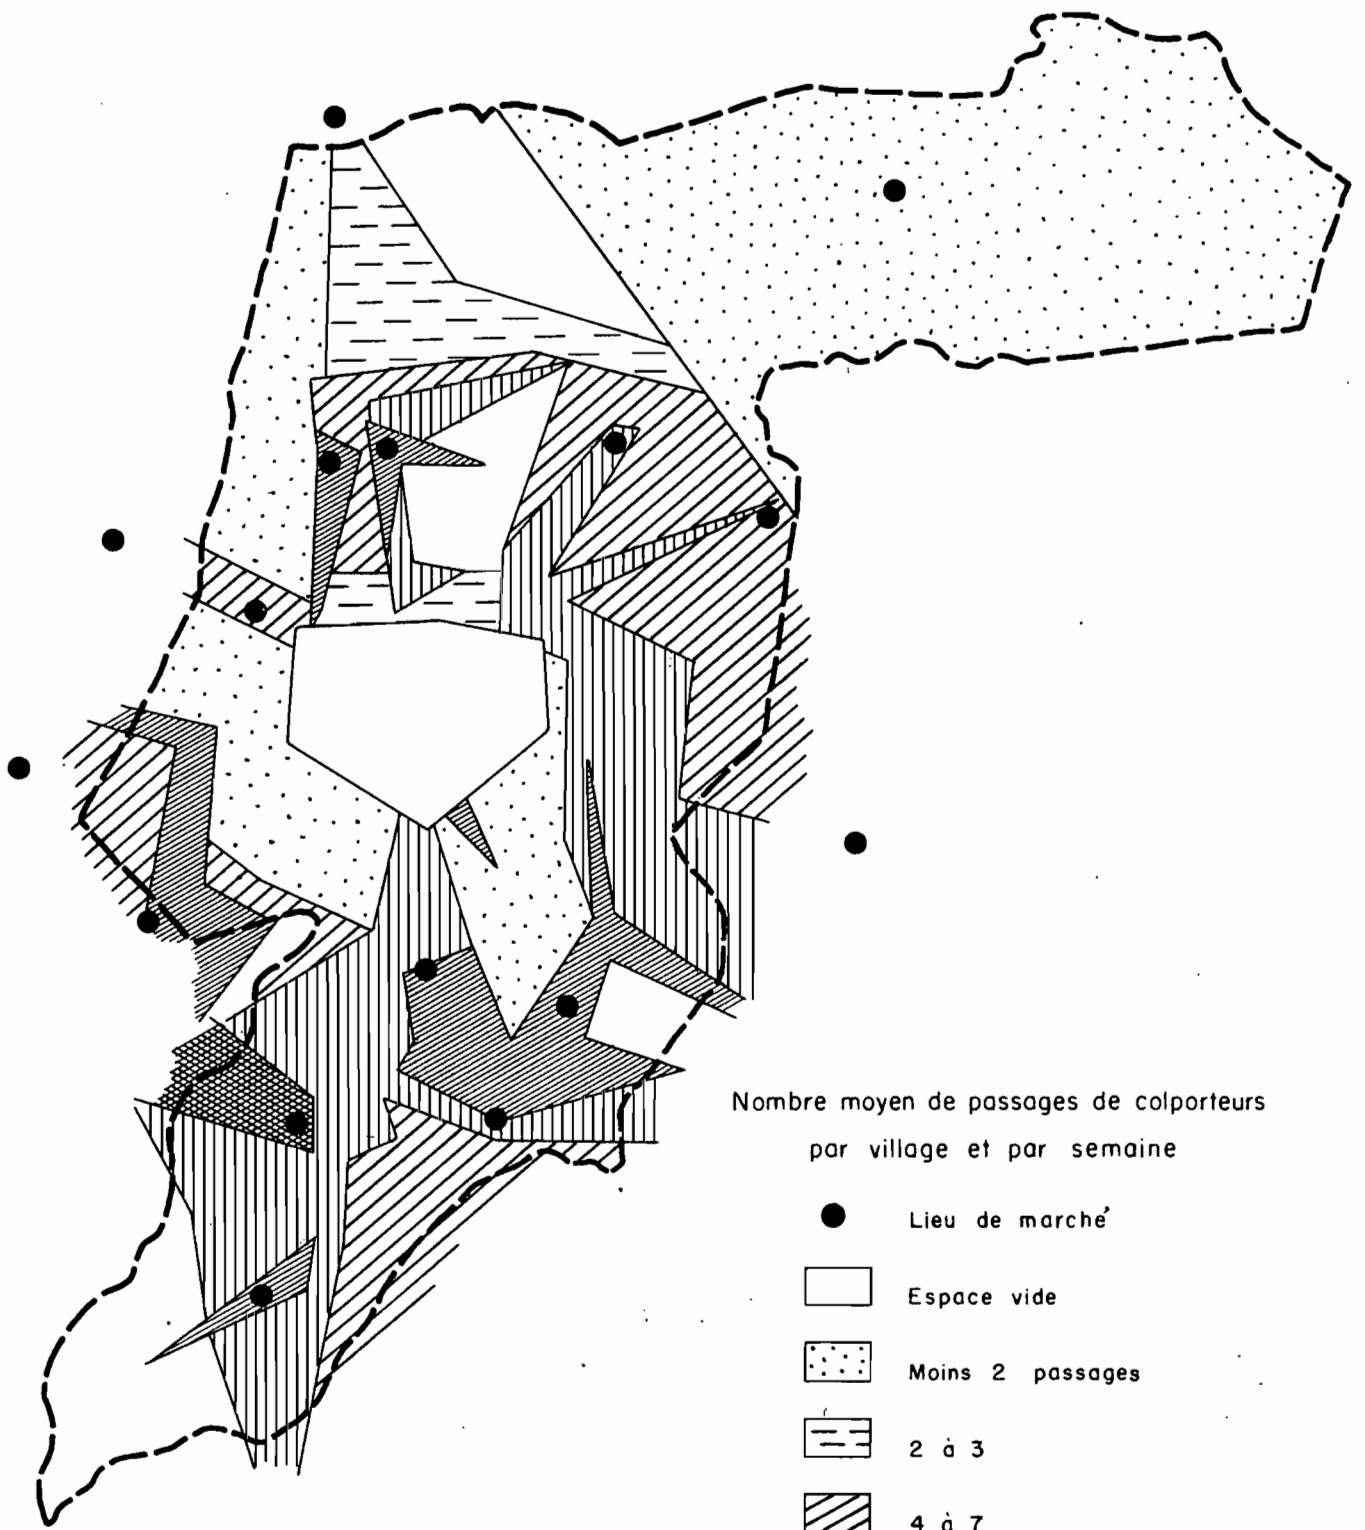 Nombre moyen de passages de colporteurs
par village et par semaine
Lieu de marché
Espace vide
Moins 2 passages
2 à 3
4 à 7